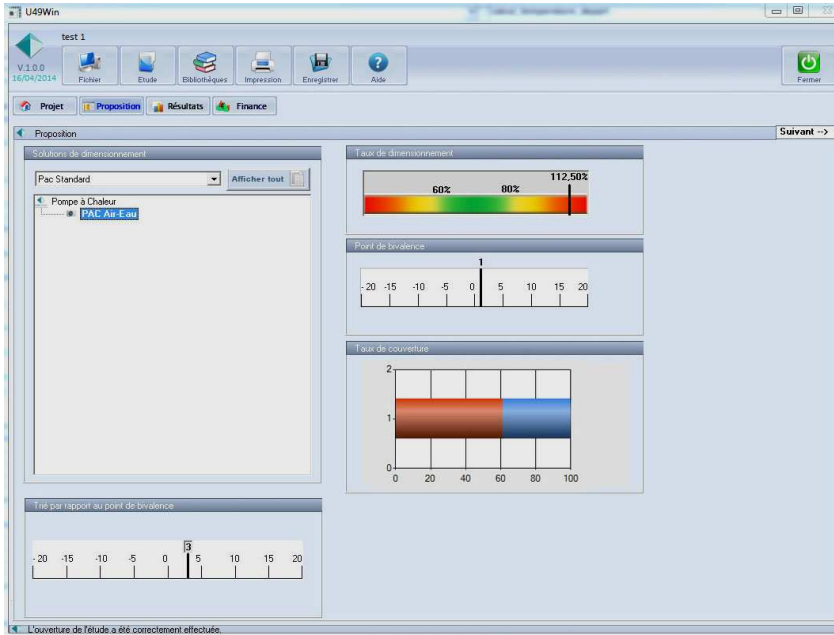 U49Win
test 1
V.1.0.0
16/04/2014
Fichier
Etude
Bibliothèques
Impression
Enregistrer
Aide
Fermer
Projet
Proposition
Résultats
Finance
Proposition
Suivant -->
Solutions de dimensionnement
Pac Standard
Afficher tout
Pompe à Chaleur
PAC Air-Eau
Taux de dimensionnement
112,50%
60% 80%
Point de bivalence
1
-20 -15 -10 -5 0 5 10 15 20
Taux de couverture
2
1
0
0 20 40 60 80 100
Trié par rapport au point de bivalence
3
-20 -15 -10 -5 0 5 10 15 20
L'ouverture de l'étude a été correctement effectuée.